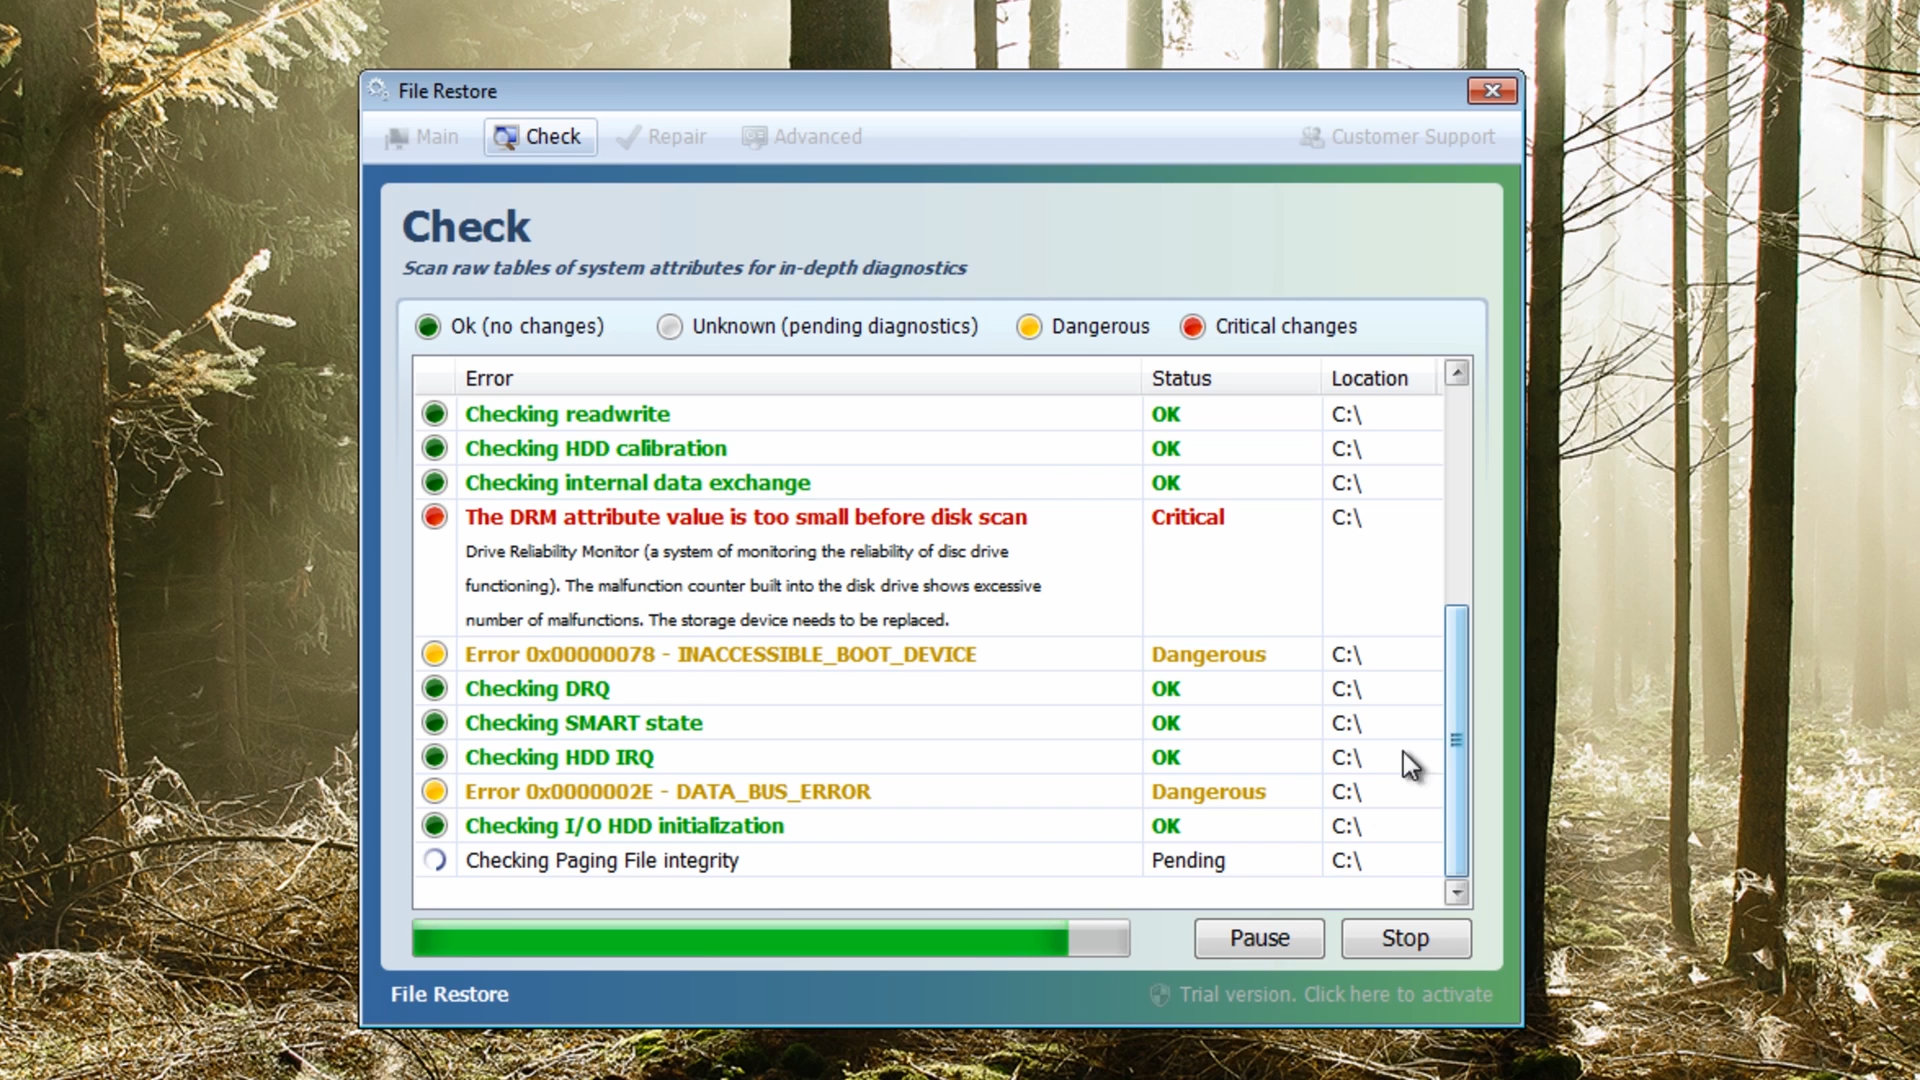 File Restore
Main
Check
Repair
Advanced
Customer Support
Check
Scan raw tables of system attributes for in-depth diagnostics
Ok (no changes)
Unknown (pending diagnostics)
Dangerous
Critical changes
Error Status Location
Checking readwrite OK C:\
Checking HDD calibration OK C:\
Checking internal data exchange OK C:\
The DRM attribute value is too small before disk scan Critical C:\
Drive Reliability Monitor (a system of monitoring the reliability of disc drive
functioning). The malfunction counter built into the disk drive shows excessive
number of malfunctions. The storage device needs to be replaced.
Error 0x00000078 - INACCESSIBLE_BOOT_DEVICE Dangerous C:\
Checking DRQ OK C:\
Checking SMART state OK C:\
Checking HDD IRQ OK C:\
Error 0x0000002E - DATA_BUS_ERROR Dangerous C:\
Checking I/O HDD initialization OK C:\
Checking Paging File integrity Pending C:\
Pause
Stop
File Restore
Trial version. Click here to activate